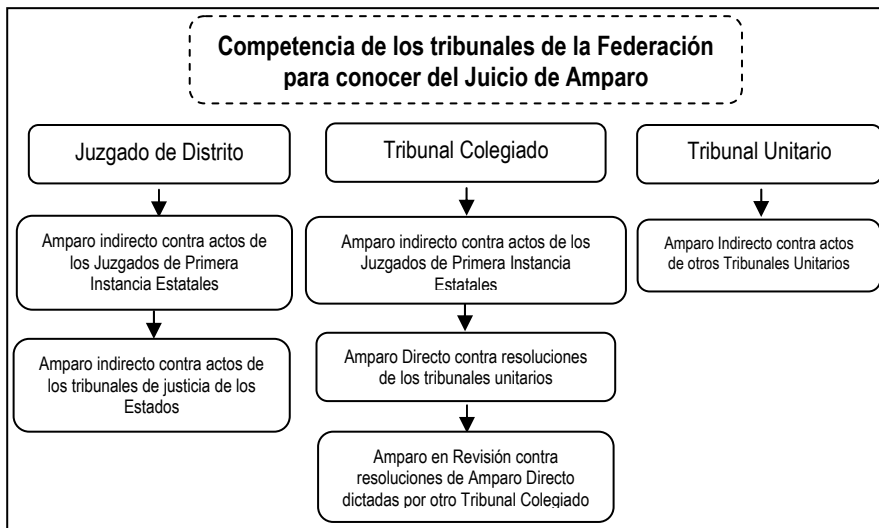 Competencia de los tribunales de la Federación
para conocer del Juicio de Amparo
Juzgado de Distrito
Amparo indirecto contra actos de
los Juzgados de Primera
Instancia Estatales
Amparo indirecto contra actos de
los tribunales de justicia de los
Estados
Tribunal Colegiado
Amparo indirecto contra actos de los
Juzgados de Primera Instancia
Estatales
Amparo Directo contra resoluciones
de los tribunales unitarios
Amparo en Revisión contra
resoluciones de Amparo Directo
dictadas por otro Tribunal Colegiado
Tribunal Unitario
Amparo Indirecto contra actos
de otros Tribunales Unitarios